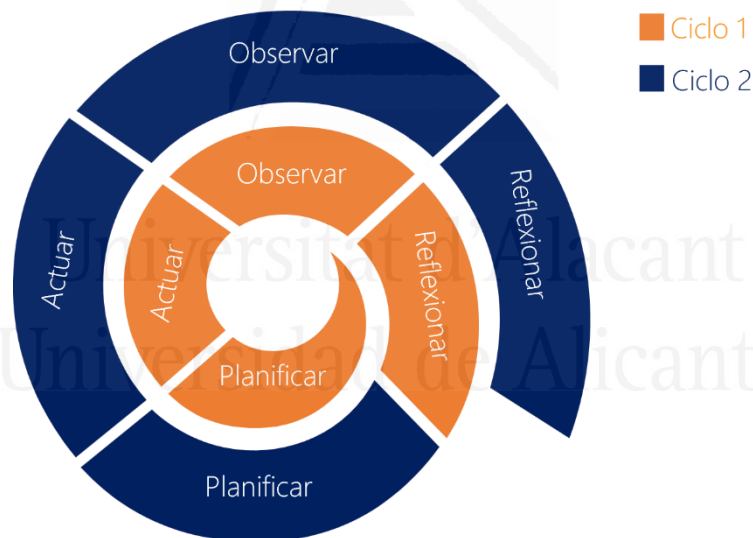 Ciclo 1
Ciclo 2
Observar
Observar
Reflexionar
Reflexionar
Actuar
Actuar
Planificar
Planificar
Universitat d'Alacant
Universidad de Alicante